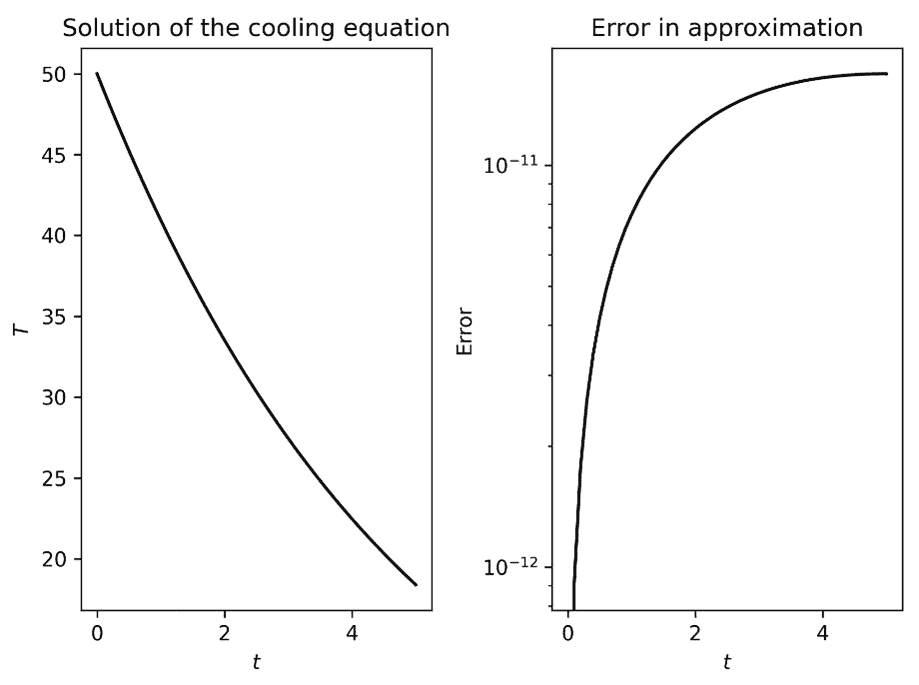 Solution of the cooling equation
50
45
40
35
30
25
20
T
0
2
4
t
Error in approximation
10⁻¹¹
10⁻¹²
Error
0
2
4
t